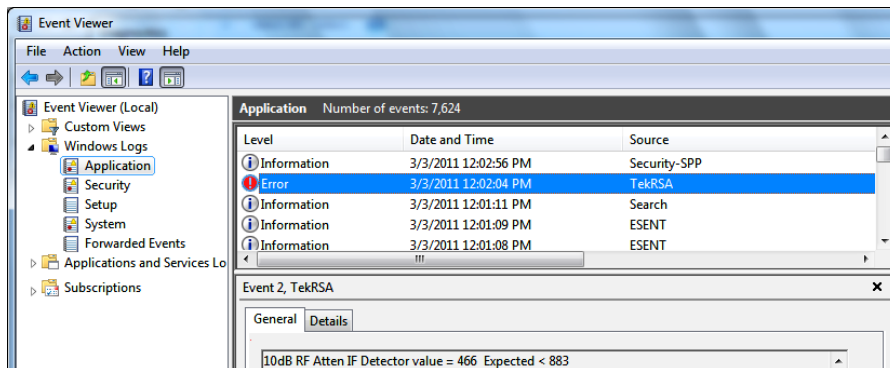 Event Viewer
File Action View Help
Event Viewer (Local)
Custom Views
Windows Logs
Application
Security
Setup
System
Forwarded Events
Applications and Services Lo
Subscriptions
Application Number of events: 7,624
Level Date and Time Source
Information 3/3/2011 12:02:56 PM Security-SPP
Error 3/3/2011 12:02:04 PM TekRSA
Information 3/3/2011 12:01:11 PM Search
Information 3/3/2011 12:01:09 PM ESENT
Information 3/3/2011 12:01:08 PM ESENT
Event 2, TekRSA
General Details
10dB RF Atten IF Detector value = 466 Expected < 883